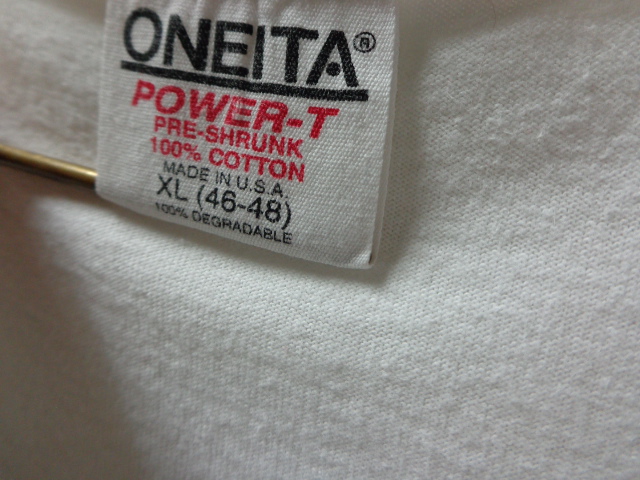 ONEITA®
POWER-T
PRE-SHRUNK
100% COTTON
MADE IN U.S.A.
XL (46-48)
100% DEGRADABLE